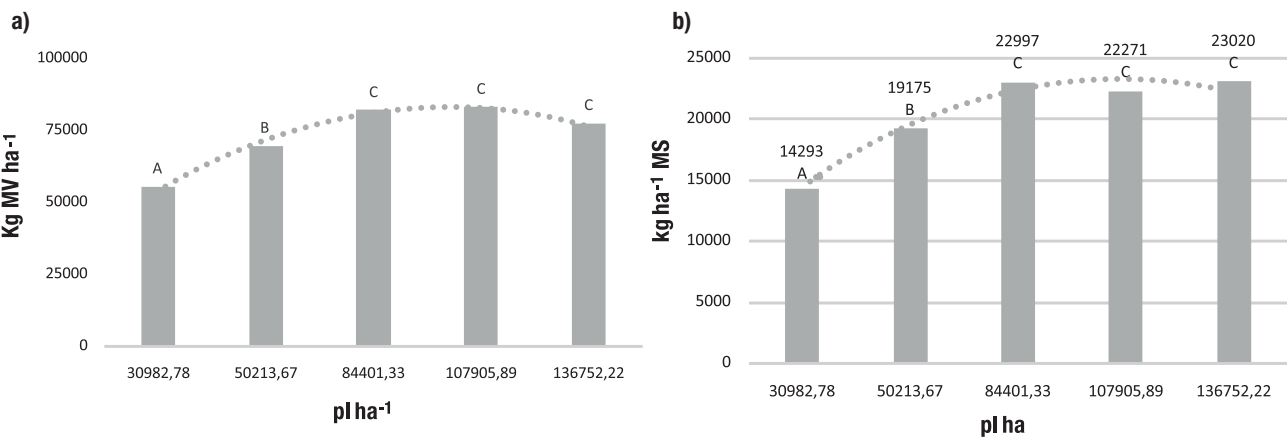 a)
Kg MV ha⁻¹
100000
75000
50000
25000
0
A
B
C
C
C
30982,78 50213,67 84401,33 107905,89 136752,22
pl ha⁻¹
b)
kg ha⁻¹ MS
25000
20000
15000
10000
5000
0
14293
A
19175
B
22997
C
22271
C
23020
C
30982,78 50213,67 84401,33 107905,89 136752,22
pl ha